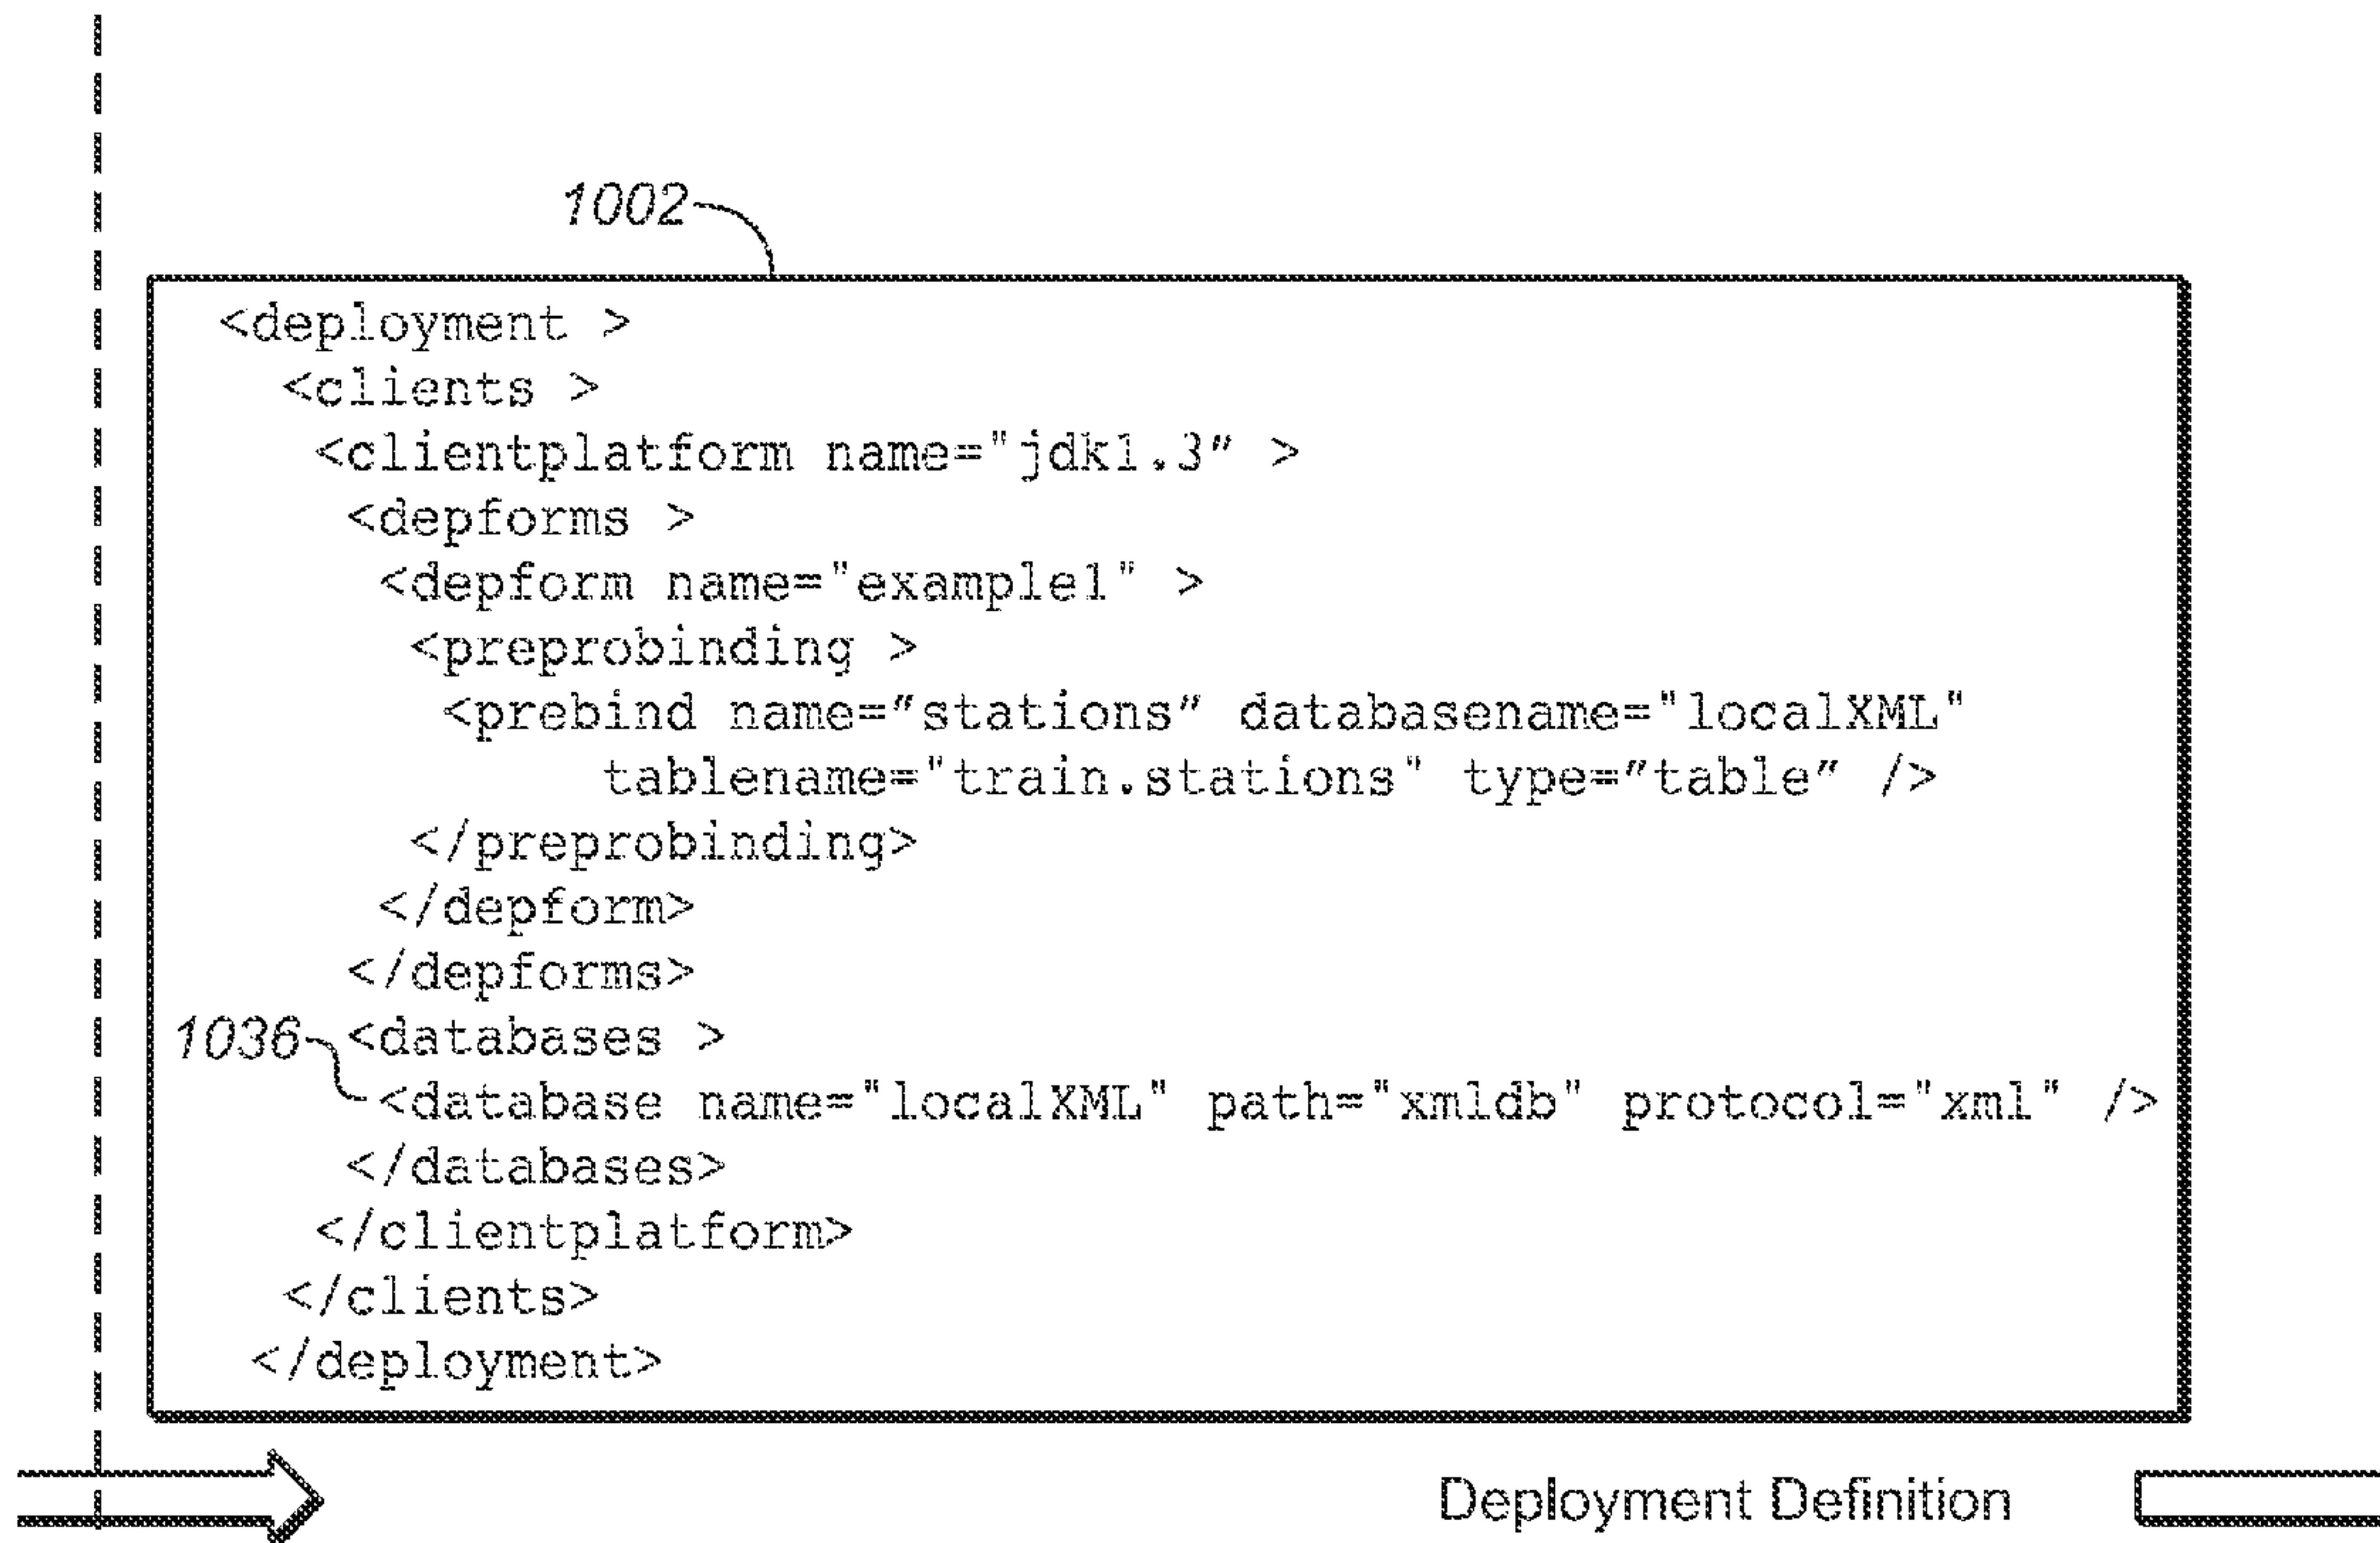 1002
<deployment >
<clients >
<clientplatform name="jdk1.3" >
<depforms >
<depform name="example1" >
<preprobinding >
<prebind name="stations" databasename="localXML"
tablename="train.stations" type="table" />
</preprobinding>
</depform>
</depforms>
1036 <databases >
<database name="localXML" path="xmldb" protocol="xml" />
</databases>
</clientplatform>
</clients>
</deployment>
Deployment Definition